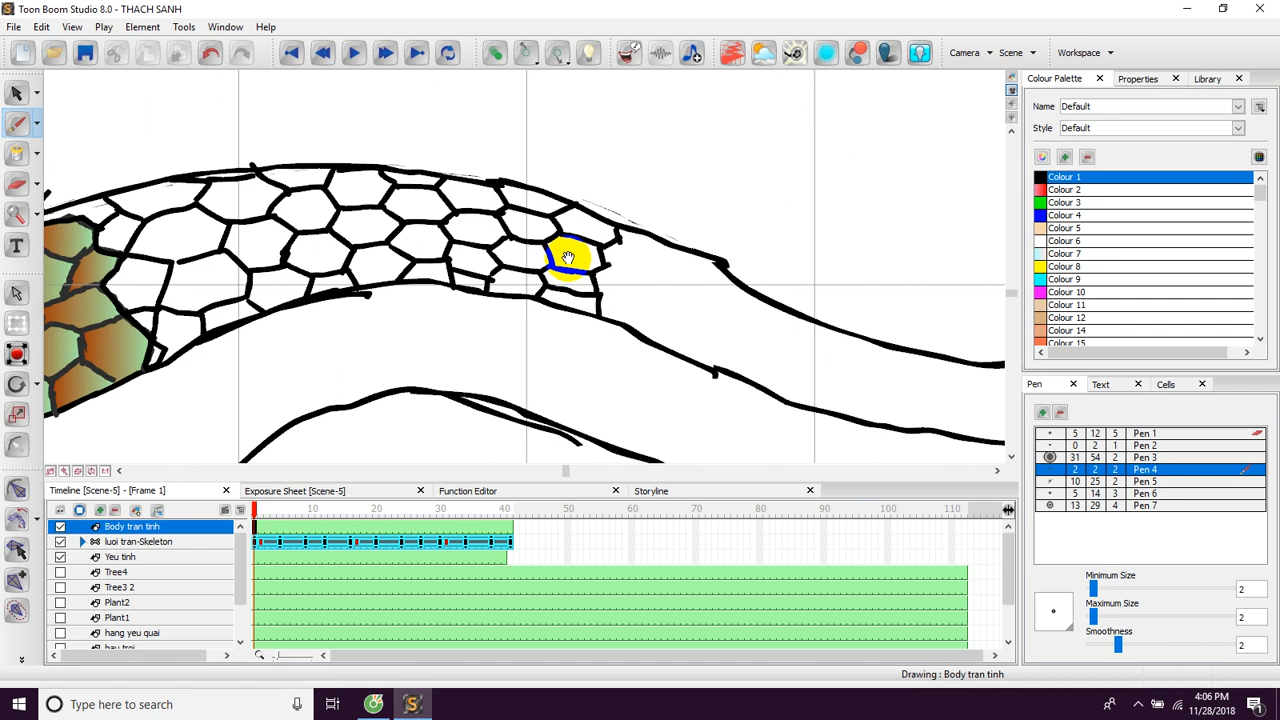 Toon Boom Studio 8.0 - THACH SANH
File Edit View Play Element Tools Window Help
Camera Scene Workspace
Colour Palette Properties Library
Name Default
Style Default
Colour 1
Colour 2
Colour 3
Colour 4
Colour 5
Colour 6
Colour 7
Colour 8
Colour 9
Colour 10
Colour 11
Colour 12
Colour 14
Colour 15
Pen Text Cells
5 12 5 Pen 1
0 2 1 Pen 2
31 54 2 Pen 3
2 2 2 Pen 4
10 25 2 Pen 5
5 14 3 Pen 6
13 29 4 Pen 7
Minimum Size
2
Maximum Size
2
Smoothness
2
Timeline [Scene-5] - [Frame 1] Exposure Sheet [Scene-5] Function Editor Storyline
10 20 30 40 50 60 70 80 90 100 110
Body tran tinh
luoi tran-Skeleton
Yeu tinh
Tree4
Tree3 2
Plant2
Plant1
hang yeu quai
hau troi
Drawing : Body tran tinh
Type here to search
4:06 PM
11/28/2018